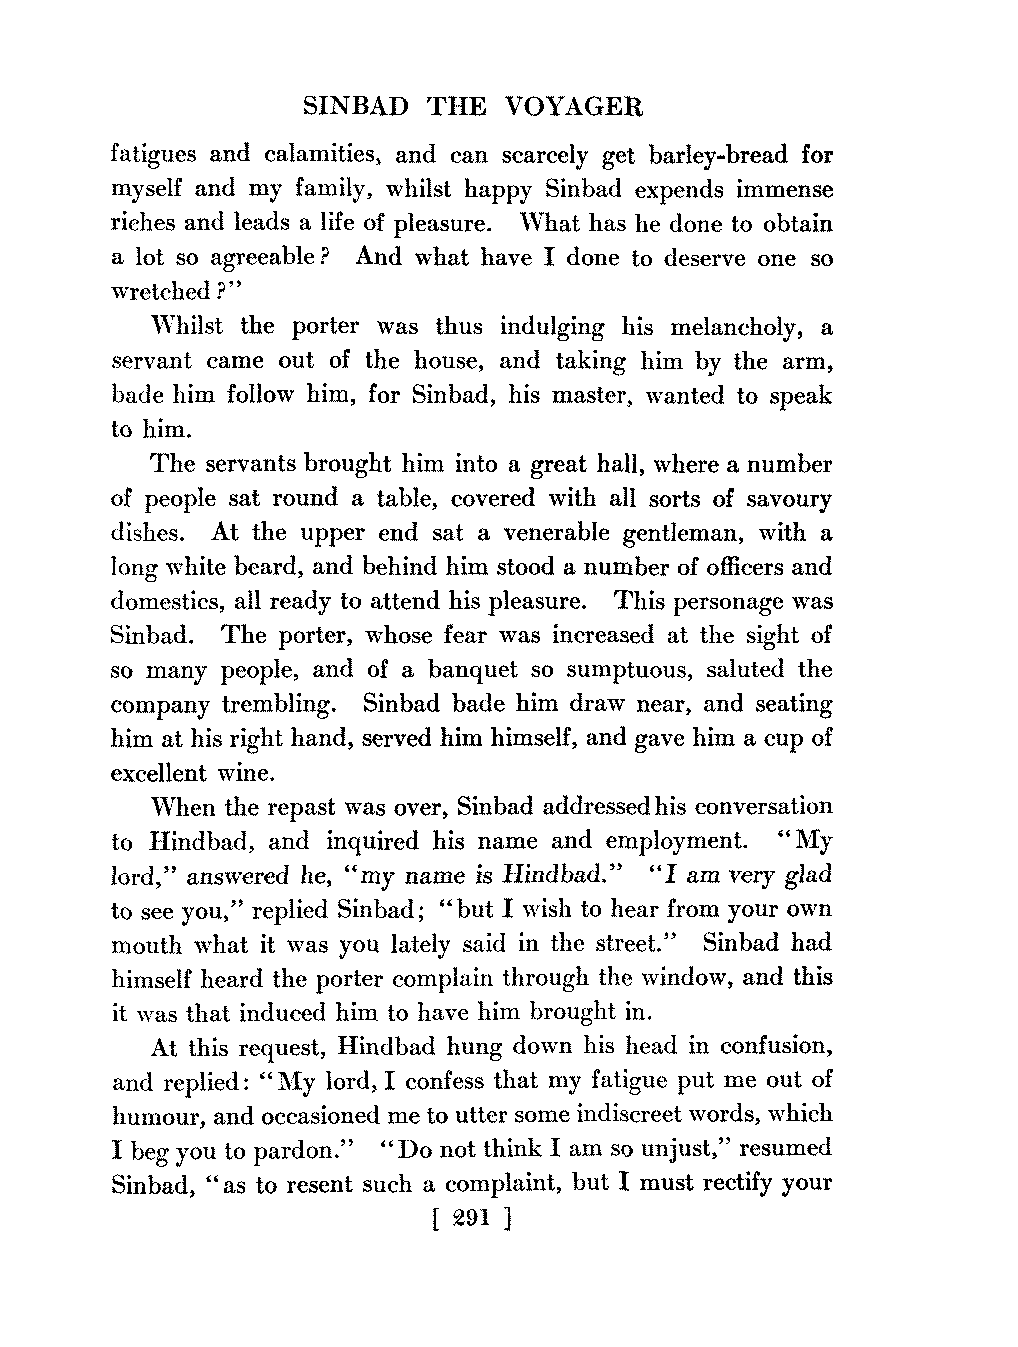 SINBAD THE VOYAGER
fatigues and calamities, and can scarcely get barley-bread for
myself and my family, whilst happy Sinbad expends immense
riches and leads a life of pleasure. What has he done to obtain
a lot so agreeable? And what have I done to deserve one so
wretched?”
Whilst the porter was thus indulging his melancholy, a
servant came out of the house, and taking him by the arm,
bade him follow him, for Sinbad, his master, wanted to speak
to him.
The servants brought him into a great hall, where a number
of people sat round a table, covered with all sorts of savoury
dishes. At the upper end sat a venerable gentleman, with a
long white beard, and behind him stood a number of officers and
domestics, all ready to attend his pleasure. This personage was
Sinbad. The porter, whose fear was increased at the sight of
so many people, and of a banquet so sumptuous, saluted the
company trembling. Sinbad bade him draw near, and seating
him at his right hand, served him himself, and gave him a cup of
excellent wine.
When the repast was over, Sinbad addressed his conversation
to Hindbad, and inquired his name and employment. “My
lord,” answered he, “my name is Hindbad.” “I am very glad
to see you,” replied Sinbad; “but I wish to hear from your own
mouth what it was you lately said in the street.” Sinbad had
himself heard the porter complain through the window, and this
it was that induced him to have him brought in.
At this request, Hindbad hung down his head in confusion,
and replied: “My lord, I confess that my fatigue put me out of
humour, and occasioned me to utter some indiscreet words, which
I beg you to pardon.” “Do not think I am so unjust,” resumed
Sinbad, “as to resent such a complaint, but I must rectify your
[ 291 ]